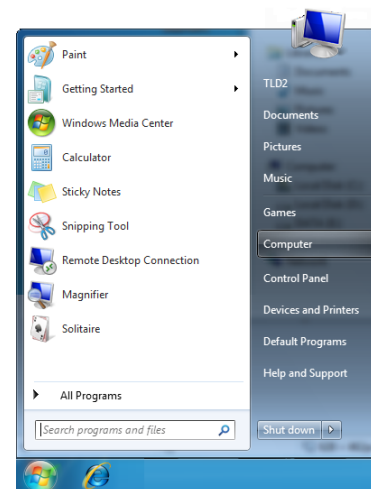 Paint
Getting Started
Windows Media Center
Calculator
Sticky Notes
Snipping Tool
Remote Desktop Connection
Magnifier
Solitaire
All Programs
Search programs and files
TLD2
Documents
Pictures
Music
Games
Computer
Control Panel
Devices and Printers
Default Programs
Help and Support
Shut down